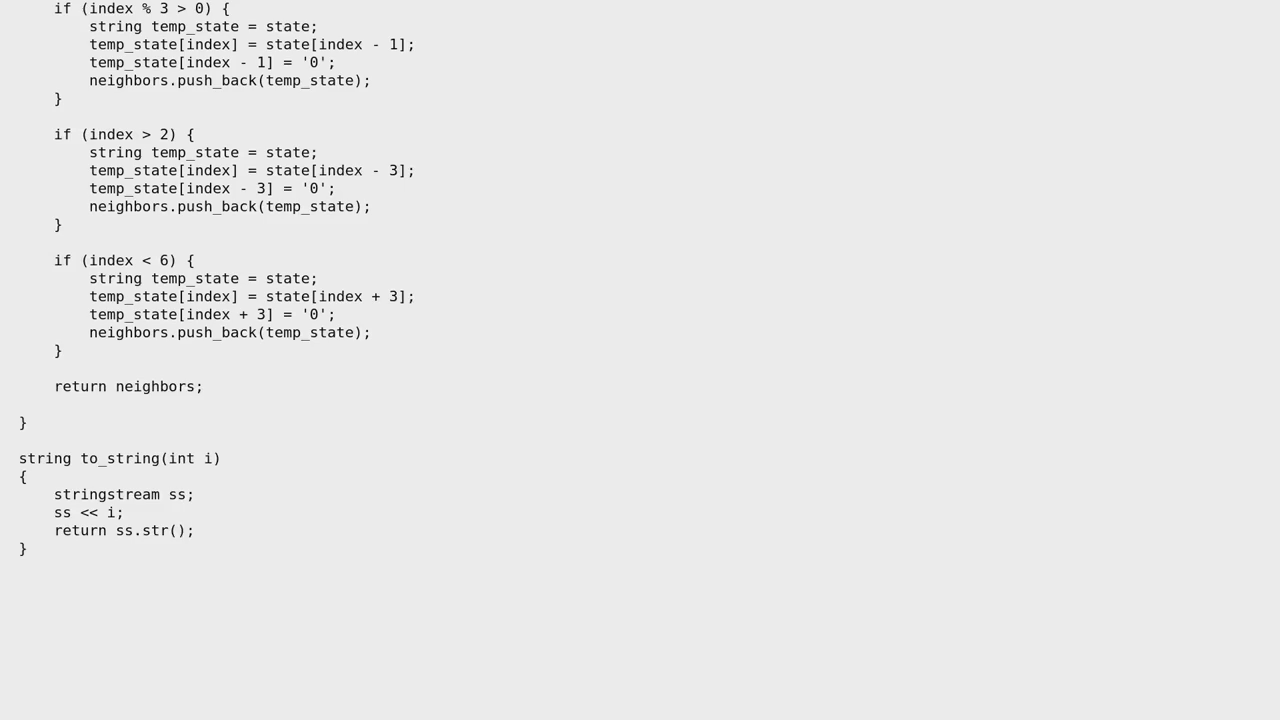 if (index % 3 > 0) {
string temp_state = state;
temp_state[index] = state[index - 1];
temp_state[index - 1] = '0';
neighbors.push_back(temp_state);
}
if (index > 2) {
string temp_state = state;
temp_state[index] = state[index - 3];
temp_state[index - 3] = '0';
neighbors.push_back(temp_state);
}
if (index < 6) {
string temp_state = state;
temp_state[index] = state[index + 3];
temp_state[index + 3] = '0';
neighbors.push_back(temp_state);
}
return neighbors;
}
string to_string(int i)
{
stringstream ss;
ss << i;
return ss.str();
}